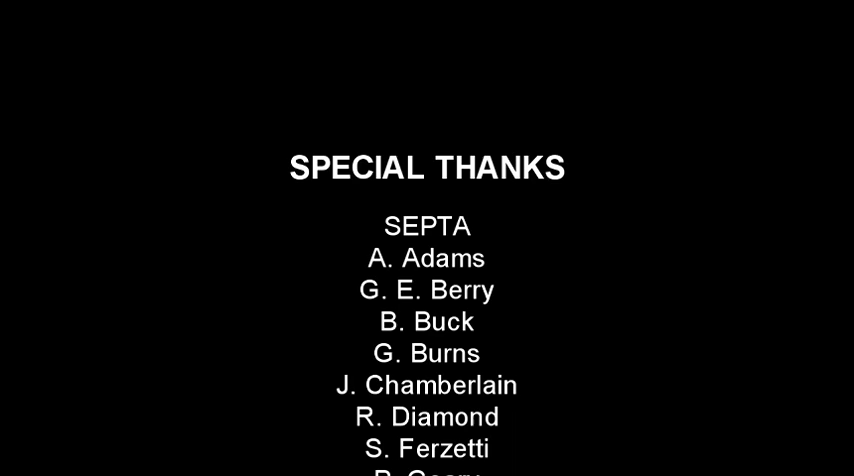 SPECIAL THANKS
SEPTA
A. Adams
G. E. Berry
B. Buck
G. Burns
J. Chamberlain
R. Diamond
S. Ferzetti